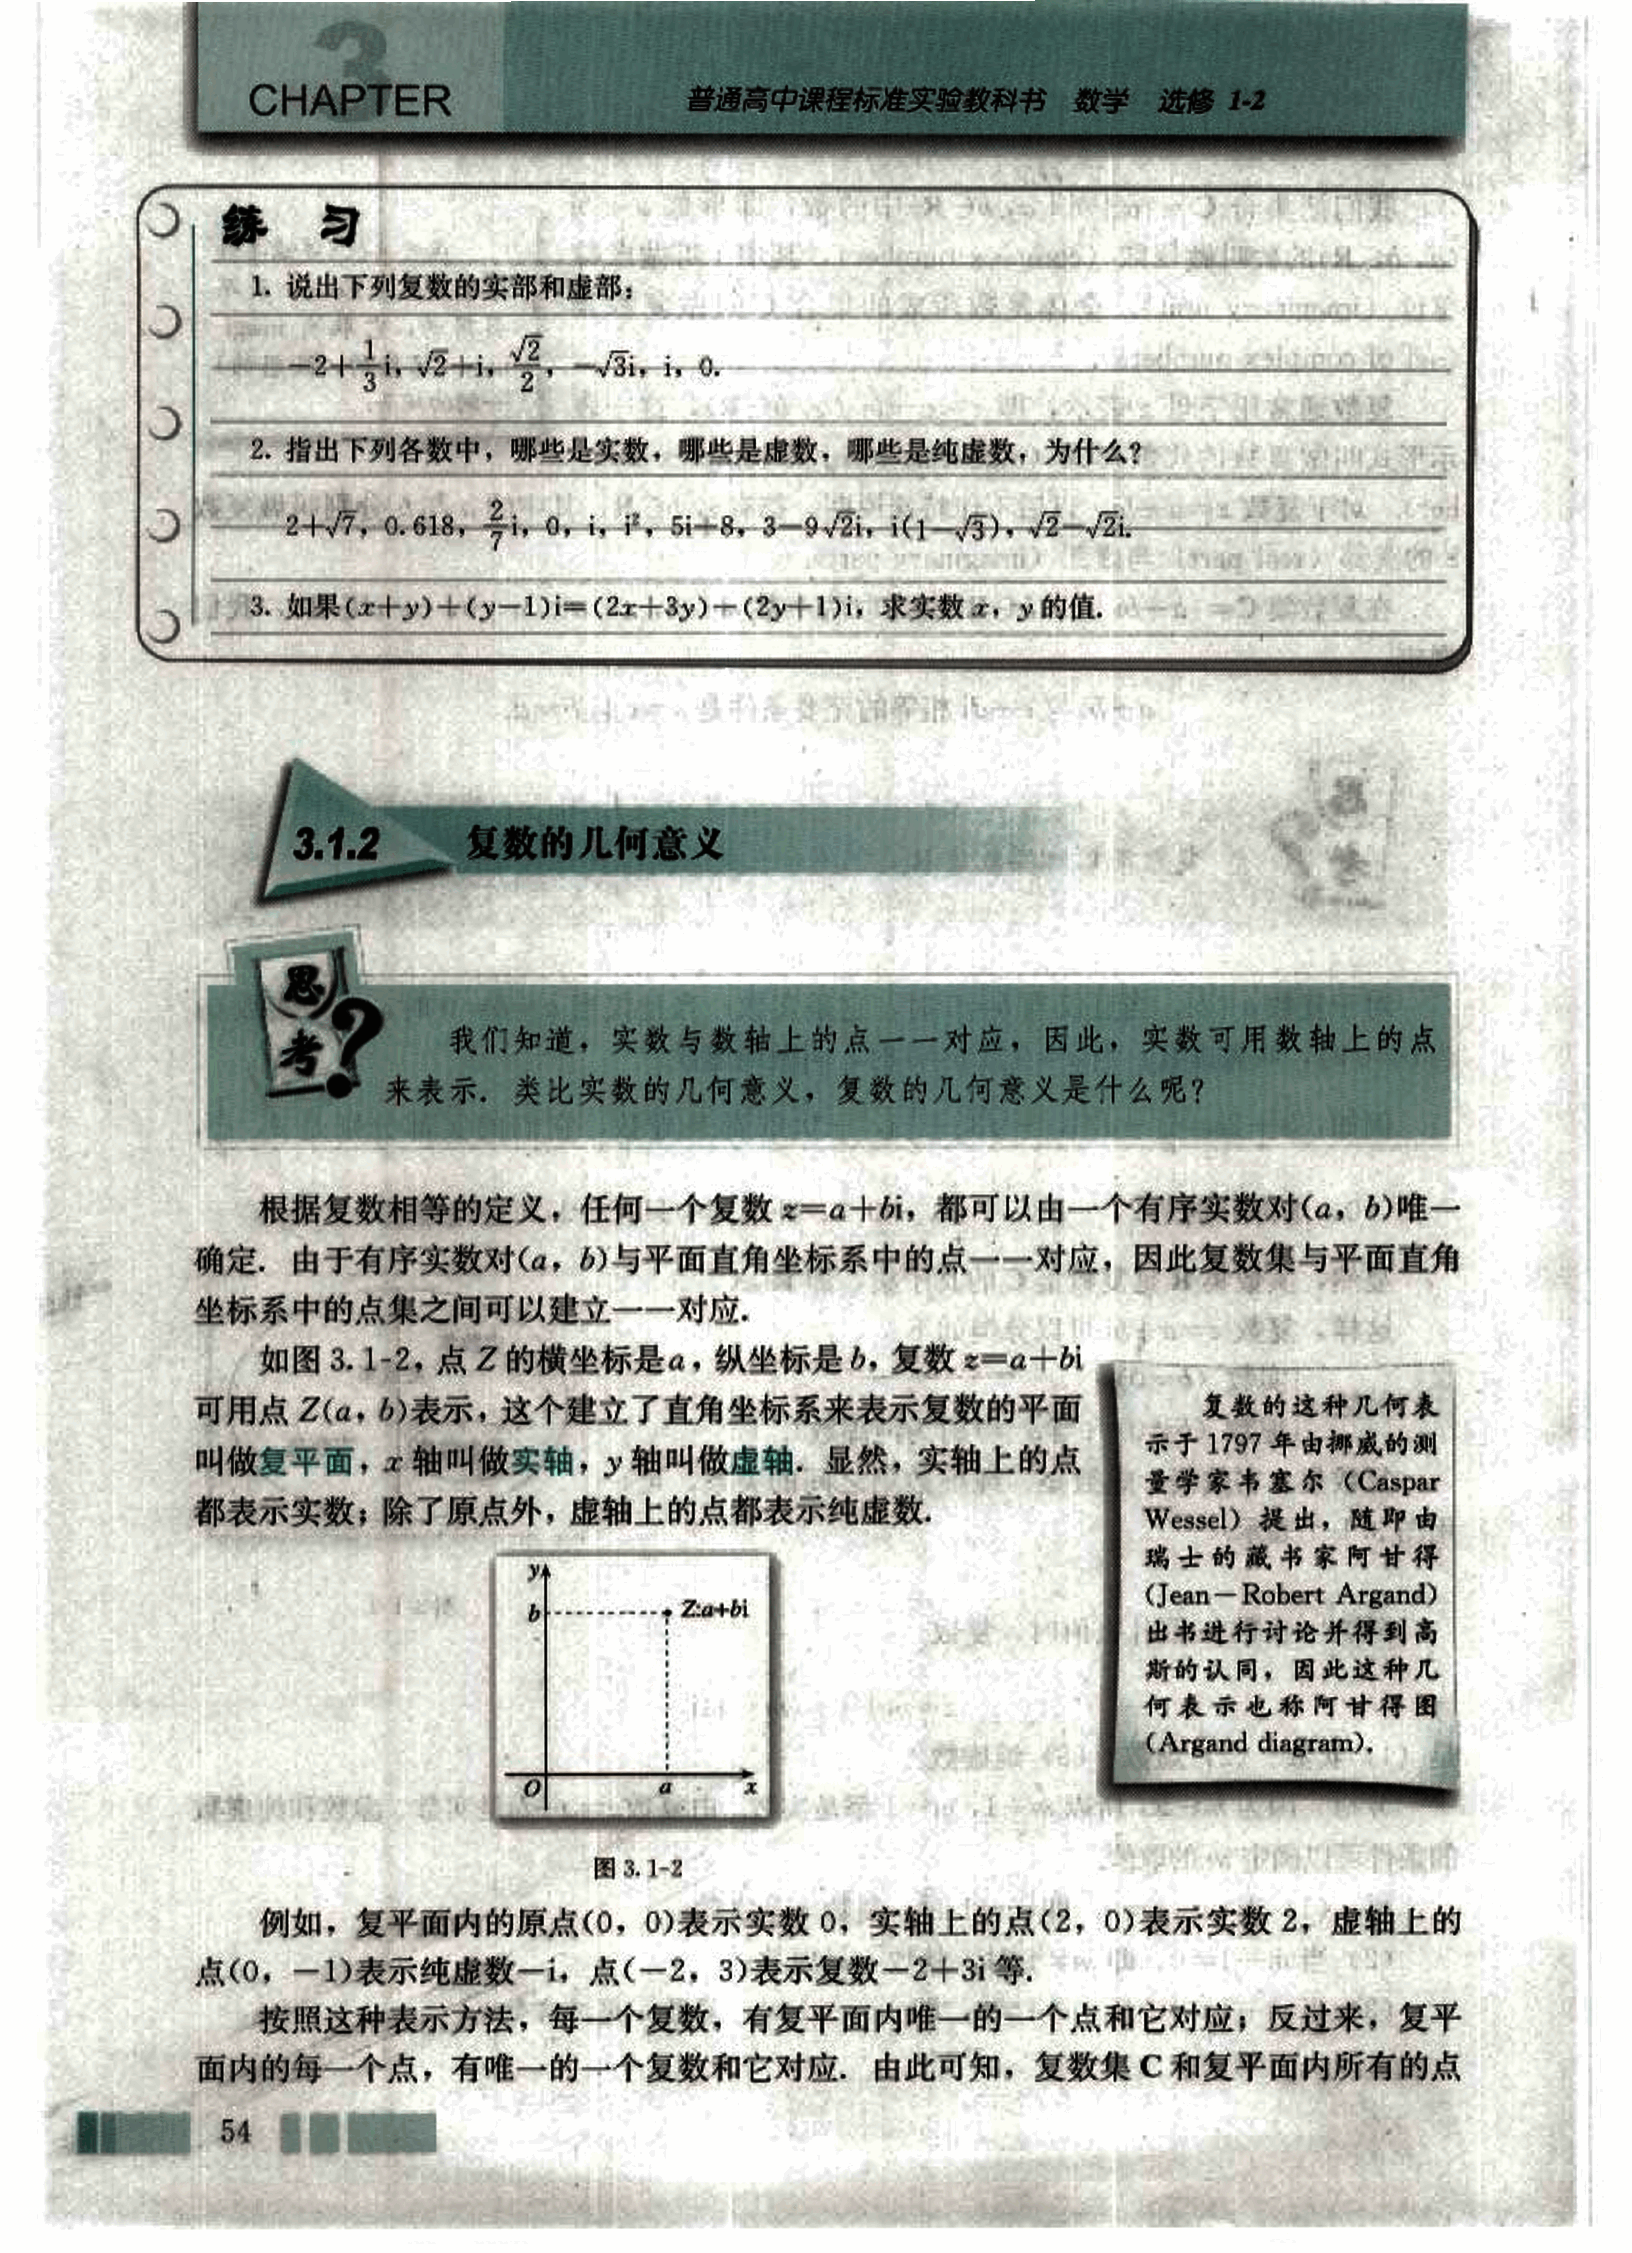 3
CHAPTER
普通高中课程标准实验教科书 数学 选修 1-2
练 习
1. 说出下列复数的实部和虚部：
−2+1/3 i, √2+i, √2/2, −√3i, i, 0.
2. 指出下列各数中，哪些是实数，哪些是虚数，哪些是纯虚数，为什么？
2+√7, 0.618, 2/7 i, 0, i, i², 5i+8, 3−9√2i, i(1−√3), √2−√2i.
3. 如果(x+y)+(y−1)i=(2x+3y)+(2y+1)i，求实数 x，y 的值.
3.1.2 复数的几何意义
思考?
我们知道，实数与数轴上的点一一对应，因此，实数可用数轴上的点
来表示．类比实数的几何意义，复数的几何意义是什么呢？
根据复数相等的定义，任何一个复数 z=a+bi，都可以由一个有序实数对(a，b)唯一
确定．由于有序实数对(a，b)与平面直角坐标系中的点一一对应，因此复数集与平面直角
坐标系中的点集之间可以建立一一对应.
如图 3.1-2，点 Z 的横坐标是a，纵坐标是 b，复数 z=a+bi
可用点 Z(a，b)表示，这个建立了直角坐标系来表示复数的平面
叫做复平面，x 轴叫做实轴，y 轴叫做虚轴．显然，实轴上的点
都表示实数；除了原点外，虚轴上的点都表示纯虚数.
复数的这种几何表
示于 1797 年由挪威的测
量学家韦塞尔（Caspar
Wessel）提出，随即由
瑞士的藏书家阿甘得
(Jean－Robert Argand)
出书进行讨论并得到高
斯的认同，因此这种几
何表示也称阿甘得图
(Argand diagram).
y
b Z:a+bi
O a x
图 3.1-2
例如，复平面内的原点(0，0)表示实数 0，实轴上的点(2，0)表示实数 2，虚轴上的
点(0，−1)表示纯虚数−i，点(−2，3)表示复数−2+3i 等.
按照这种表示方法，每一个复数，有复平面内唯一的一个点和它对应；反过来，复平
面内的每一个点，有唯一的一个复数和它对应．由此可知，复数集 C 和复平面内所有的点
54